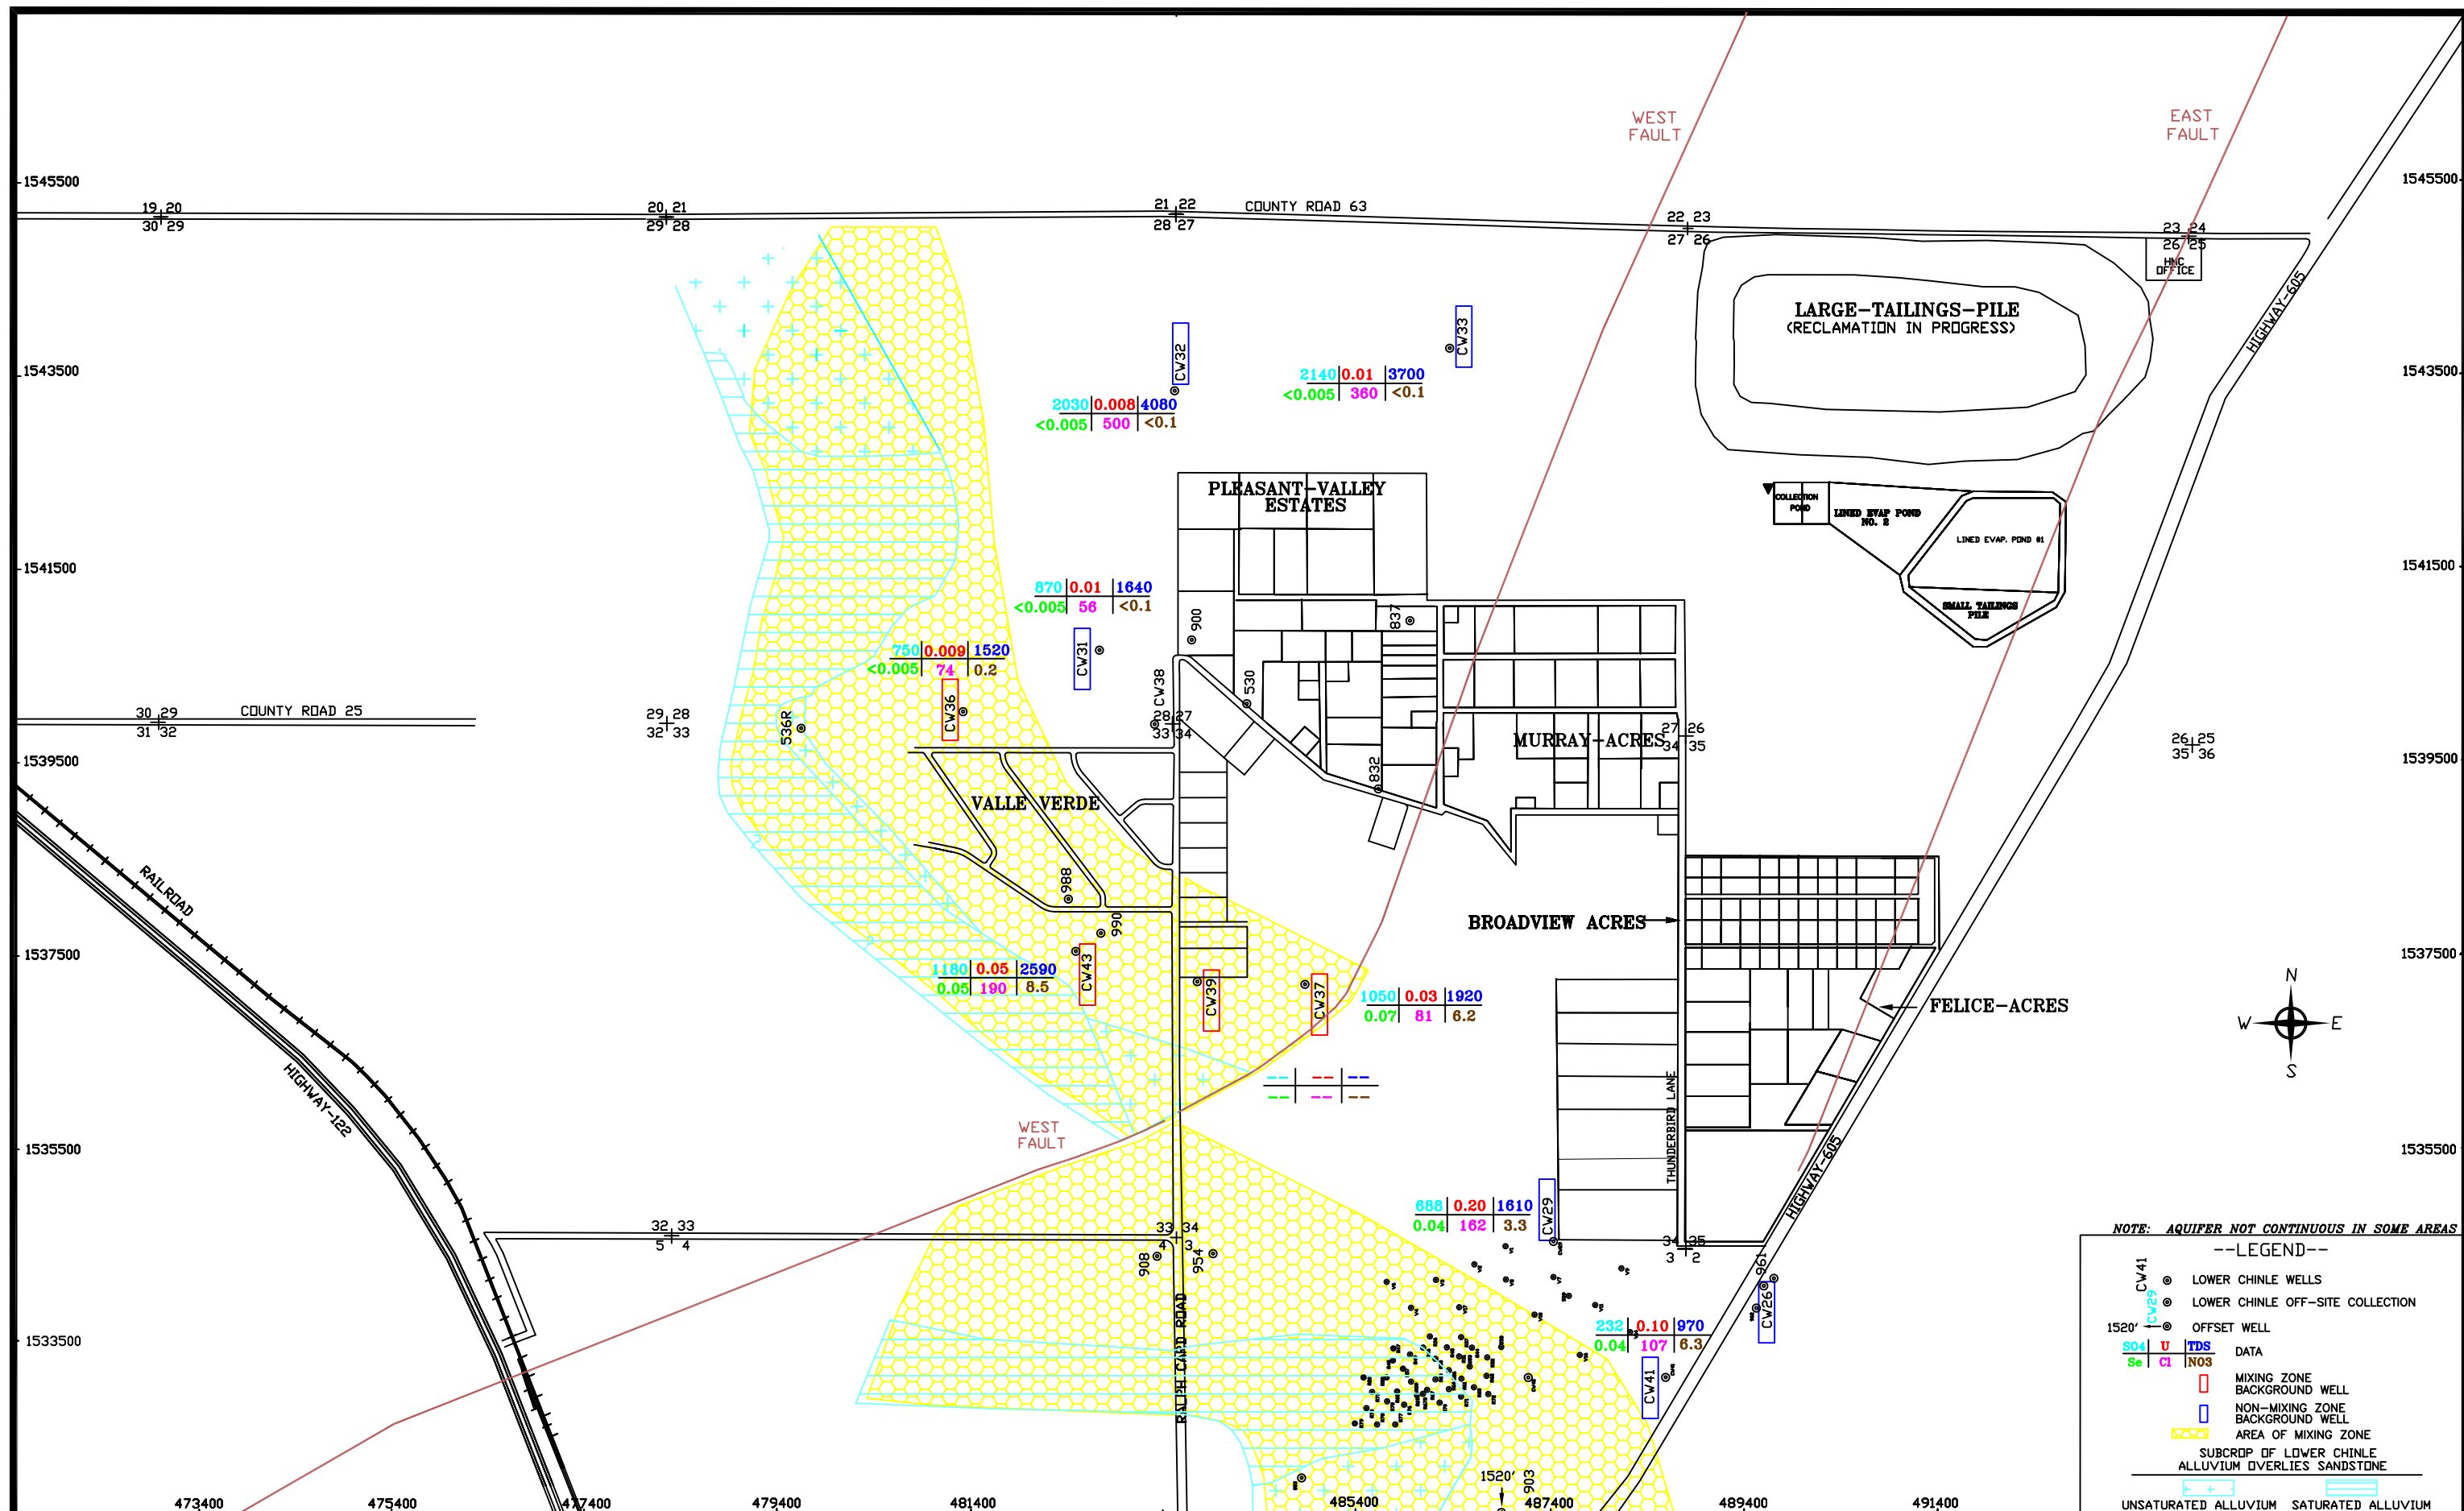 WEST
FAULT
EAST
FAULT
1545500
1545500
19 20
30 29
20 21
29 28
21 22
28 27
COUNTY ROAD 63
22 23
27 26
23 24
26 25
HMC
OFFICE
HIGHWAY-605
LARGE-TAILINGS-PILE
(RECLAMATION IN PROGRESS)
CW33
CW32
1543500
1543500
2140 0.01 3700
<0.005 360 <0.1
2030 0.008 4080
<0.005 500 <0.1
PLEASANT-VALLEY
ESTATES
COLLECTION
POND
LINED EVAP POND
NO. 2
LINED EVAP. POND #1
SMALL TAILINGS
PILE
1541500
1541500
870 0.01 1640
<0.005 56 <0.1
900
837
CW31
750 0.009 1520
<0.005 74 0.2
CW36
CW38
530
536R
30 29
31 32
COUNTY ROAD 25
29 28
32 33
28 27
33 34
27 26
34 35
26 25
35 36
MURRAY-ACRES
1539500
1539500
832
VALLE VERDE
RAILROAD
988
990
BROADVIEW ACRES
1537500
1537500
CW43
1180 0.05 2590
0.05 190 8.5
CW39
CW37
1050 0.03 1920
0.07 81 6.2
FELICE-ACRES
N
W E
S
-- -- --
-- -- --
HIGHWAY-122
THUNDERBIRD LANE
WEST
FAULT
1535500
1535500
HIGHWAY-605
688 0.20 1610
0.04 162 3.3
CW29
32 33
5 4
33 34
4 3
34 35
3 2
908
954
961
CW26
RALPH CARD ROAD
1533500
232 0.10 970
0.04 107 6.3
CW41
1520'
903
NOTE: AQUIFER NOT CONTINUOUS IN SOME AREAS
--LEGEND--
CW41
LOWER CHINLE WELLS
CW29
LOWER CHINLE OFF-SITE COLLECTION
1520'
OFFSET WELL
SO4 U TDS
Se Cl NO3
DATA
MIXING ZONE
BACKGROUND WELL
NON-MIXING ZONE
BACKGROUND WELL
AREA OF MIXING ZONE
SUBCROP OF LOWER CHINLE
ALLUVIUM OVERLIES SANDSTONE
UNSATURATED ALLUVIUM SATURATED ALLUVIUM
473400
475400
477400
479400
481400
485400
487400
489400
491400